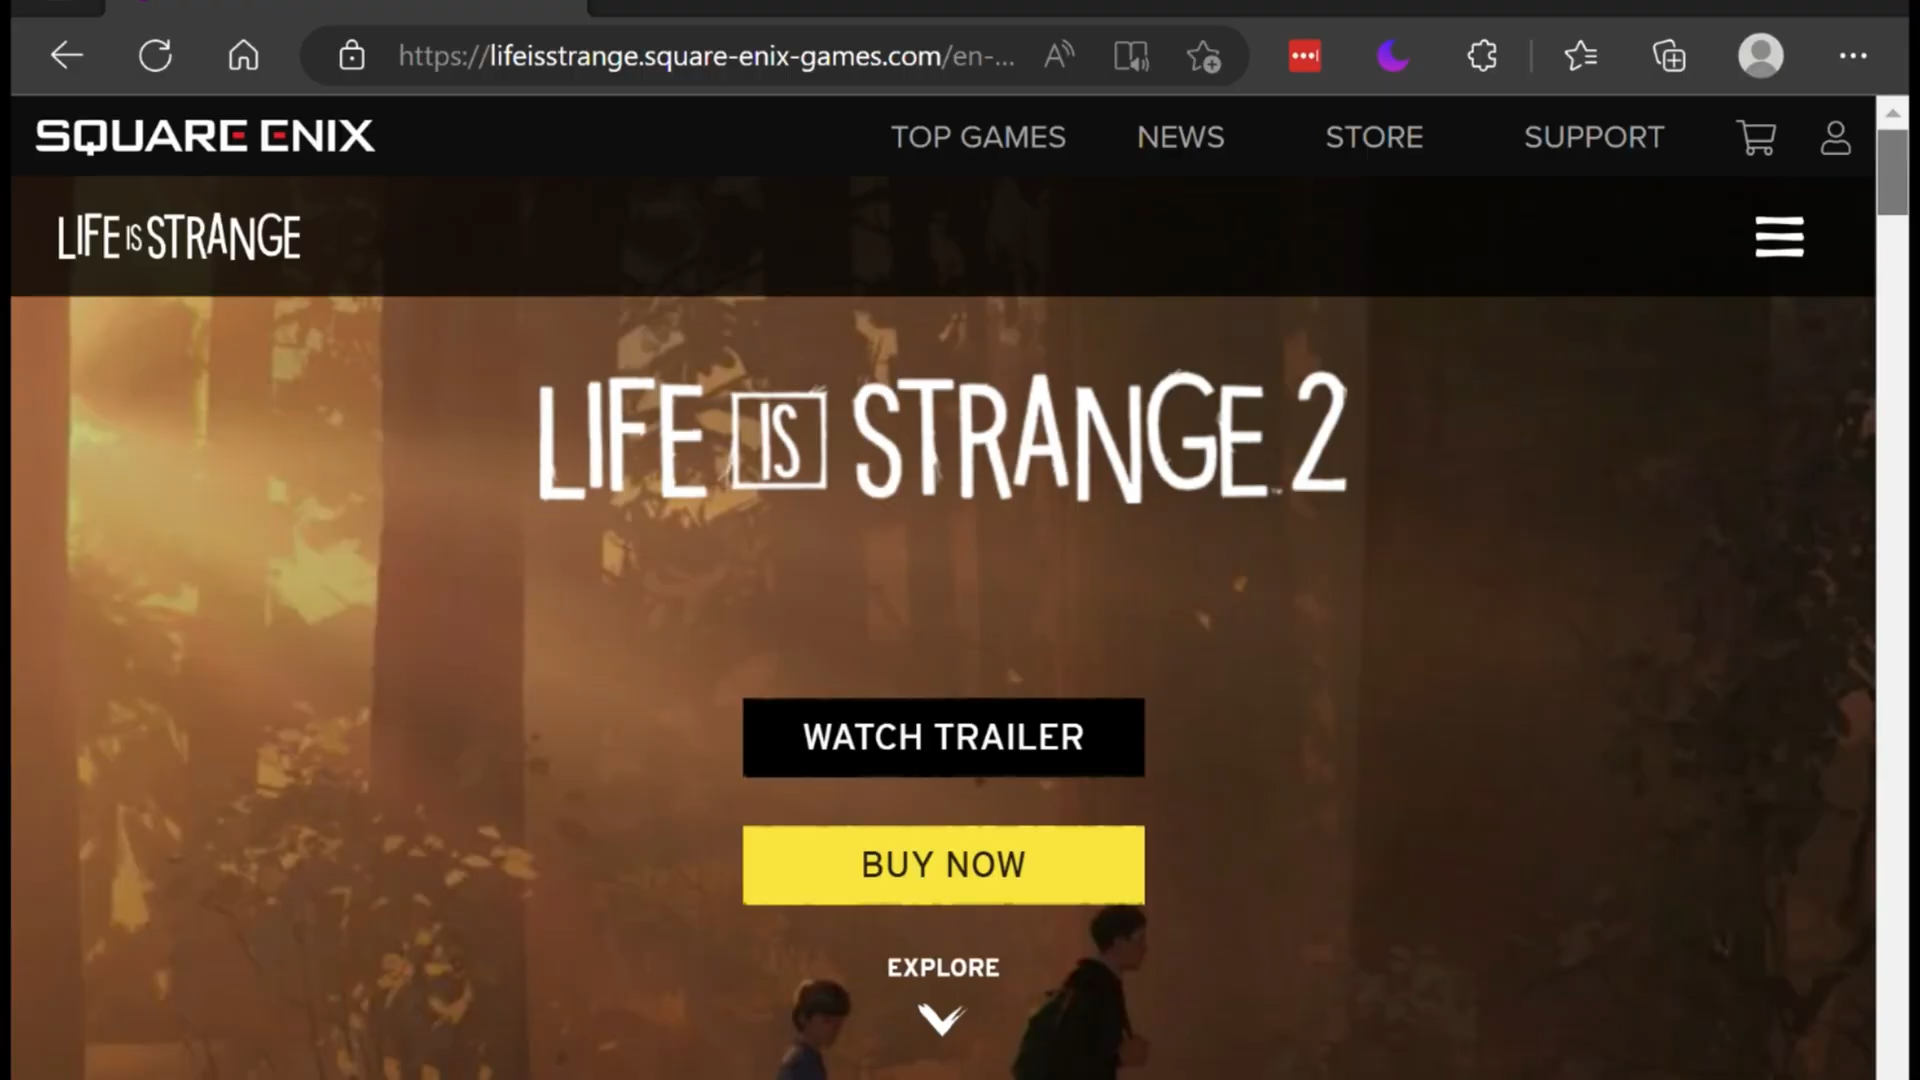 https://lifeisstrange.square-enix-games.com/en-...
SQUARE ENIX
TOP GAMES
NEWS
STORE
SUPPORT
LIFE IS STRANGE
LIFE IS STRANGE 2
WATCH TRAILER
BUY NOW
EXPLORE